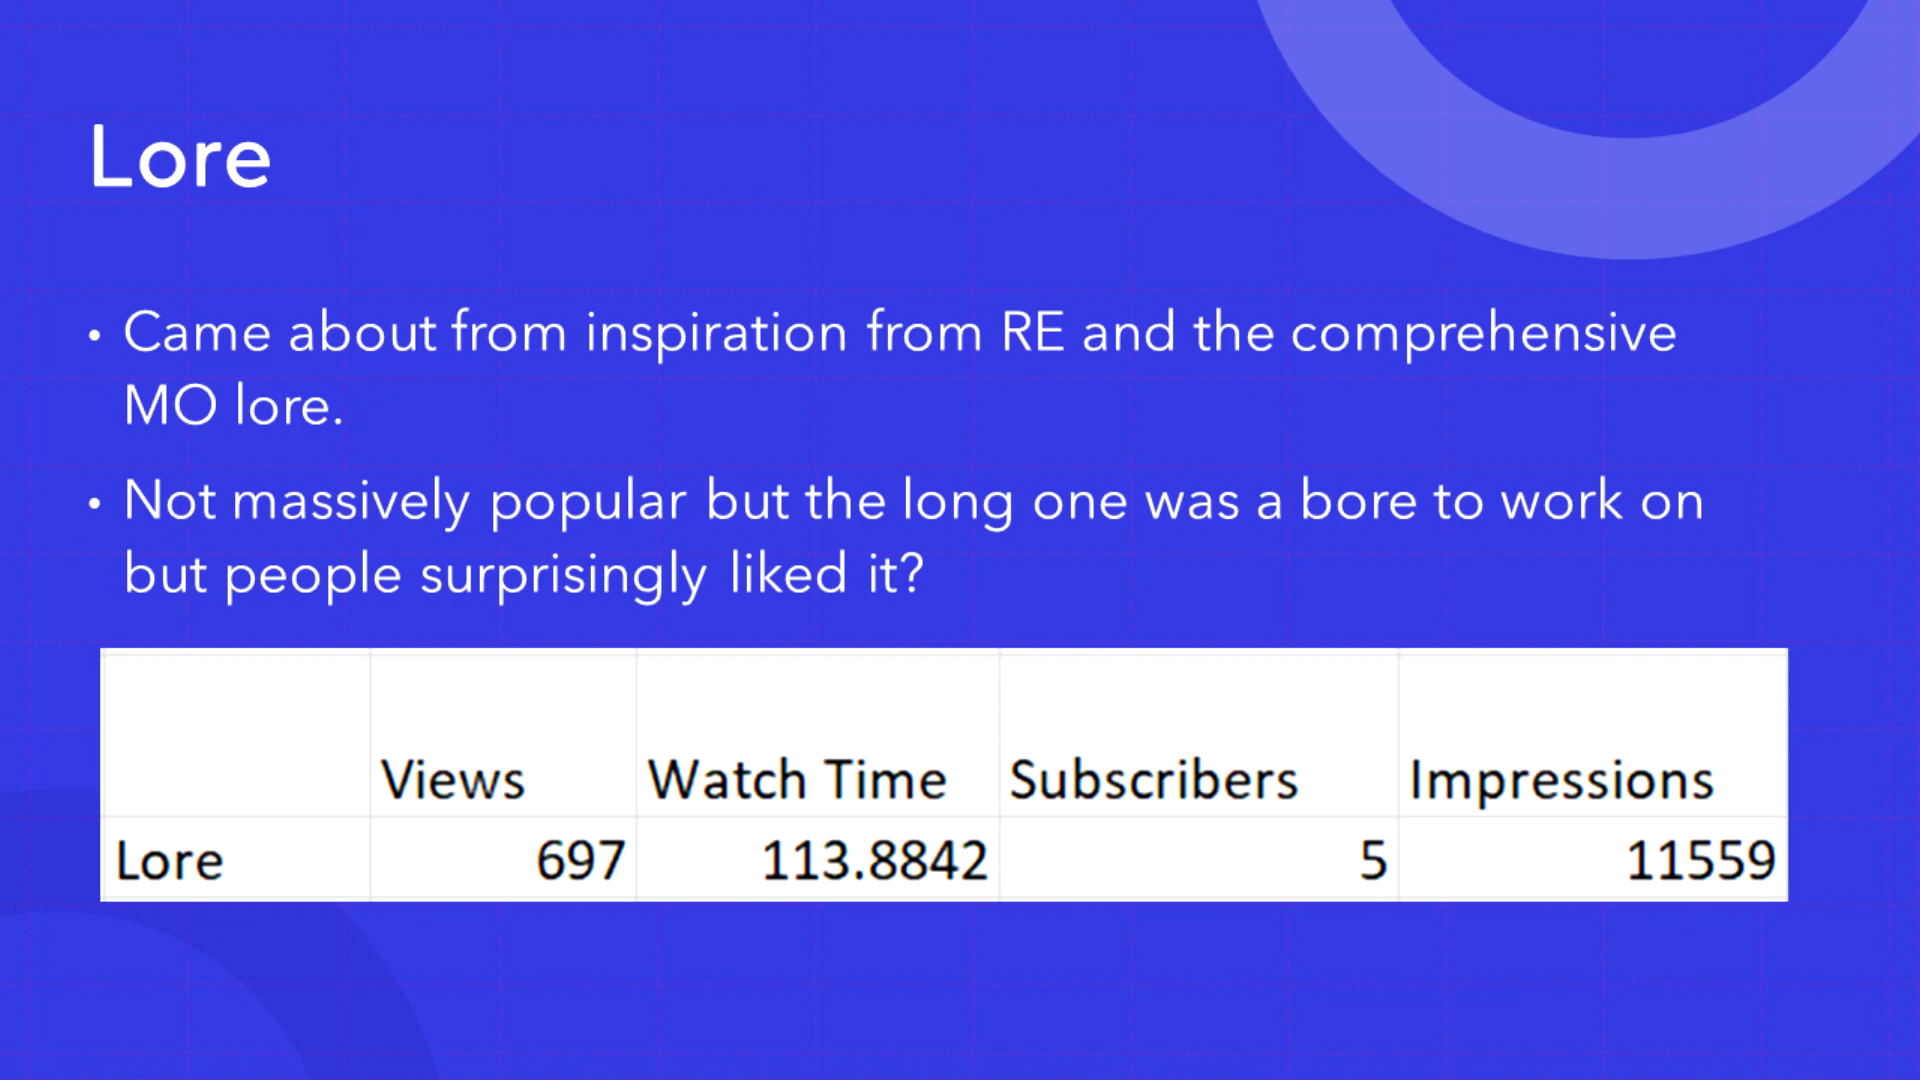 Lore
• Came about from inspiration from RE and the comprehensive
MO lore.
• Not massively popular but the long one was a bore to work on
but people surprisingly liked it?
Views Watch Time Subscribers Impressions
Lore 697 113.8842 5 11559